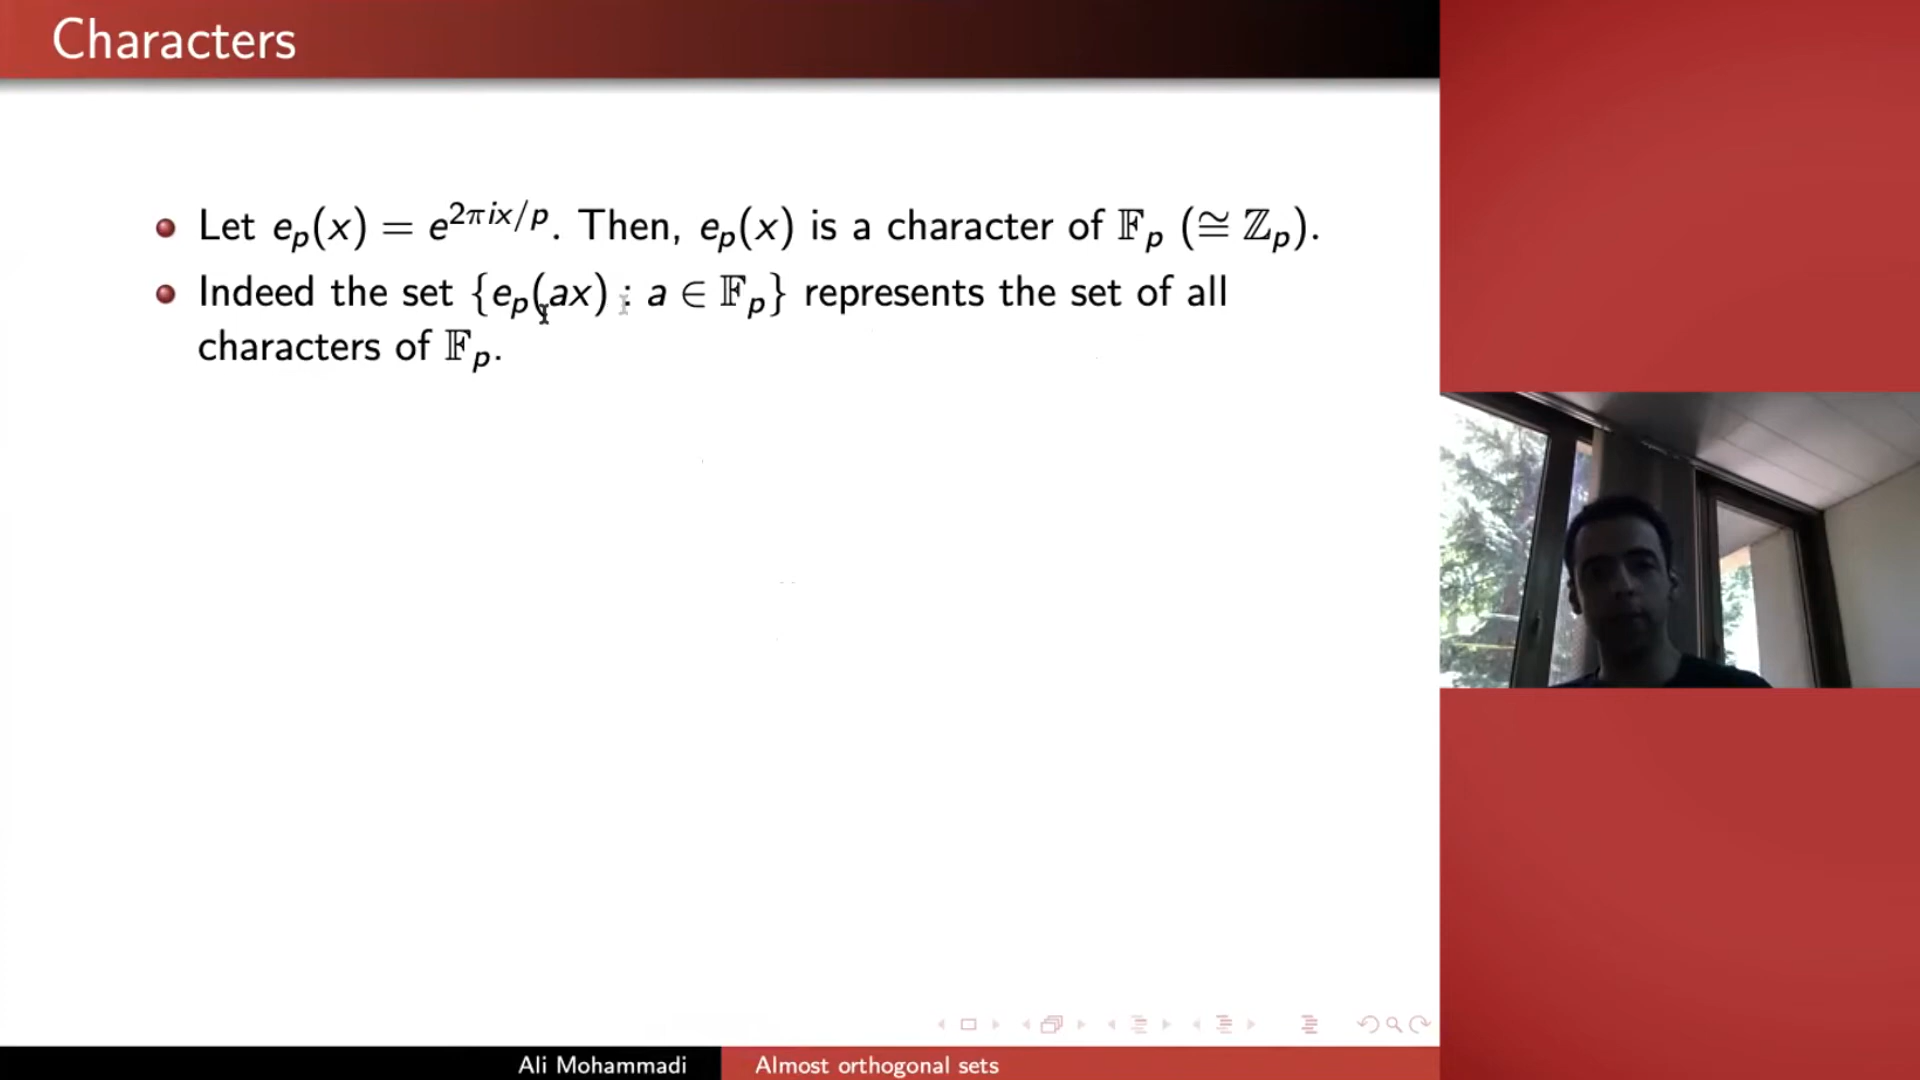 Characters
Let e_p(x) = e^{2πix/p}. Then, e_p(x) is a character of 𝔽_p (≅ ℤ_p).
Indeed the set {e_p(ax) : a ∈ 𝔽_p} represents the set of all
characters of 𝔽_p.
Ali Mohammadi
Almost orthogonal sets